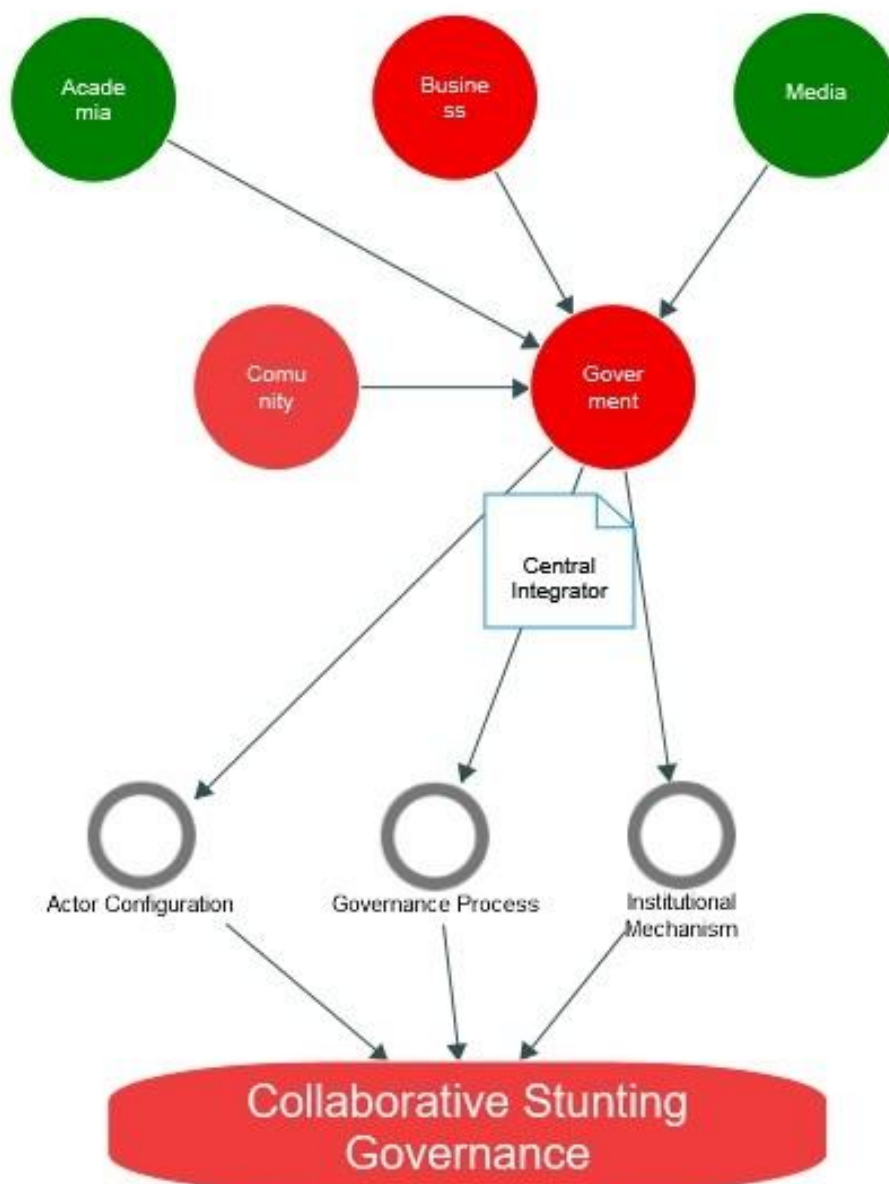 Acade
mia
Busine
ss
Media
Comu
nity
Gover
ment
Central
Integrator
Actor Configuration
Governance Process
Institutional
Mechanism
Collaborative Stunting
Governance